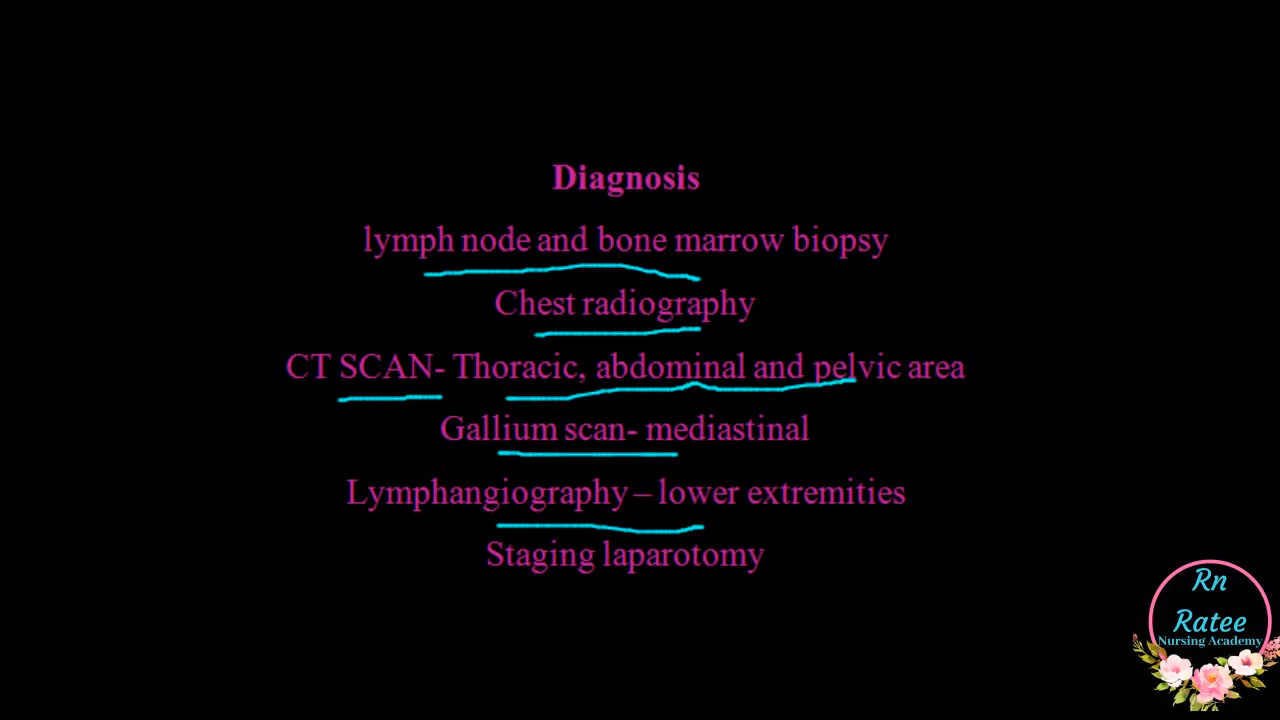 Diagnosis
lymph node and bone marrow biopsy
Chest radiography
CT SCAN- Thoracic, abdominal and pelvic area
Gallium scan- mediastinal
Lymphangiography – lower extremities
Staging laparotomy
Rn
Ratee
Nursing Academy